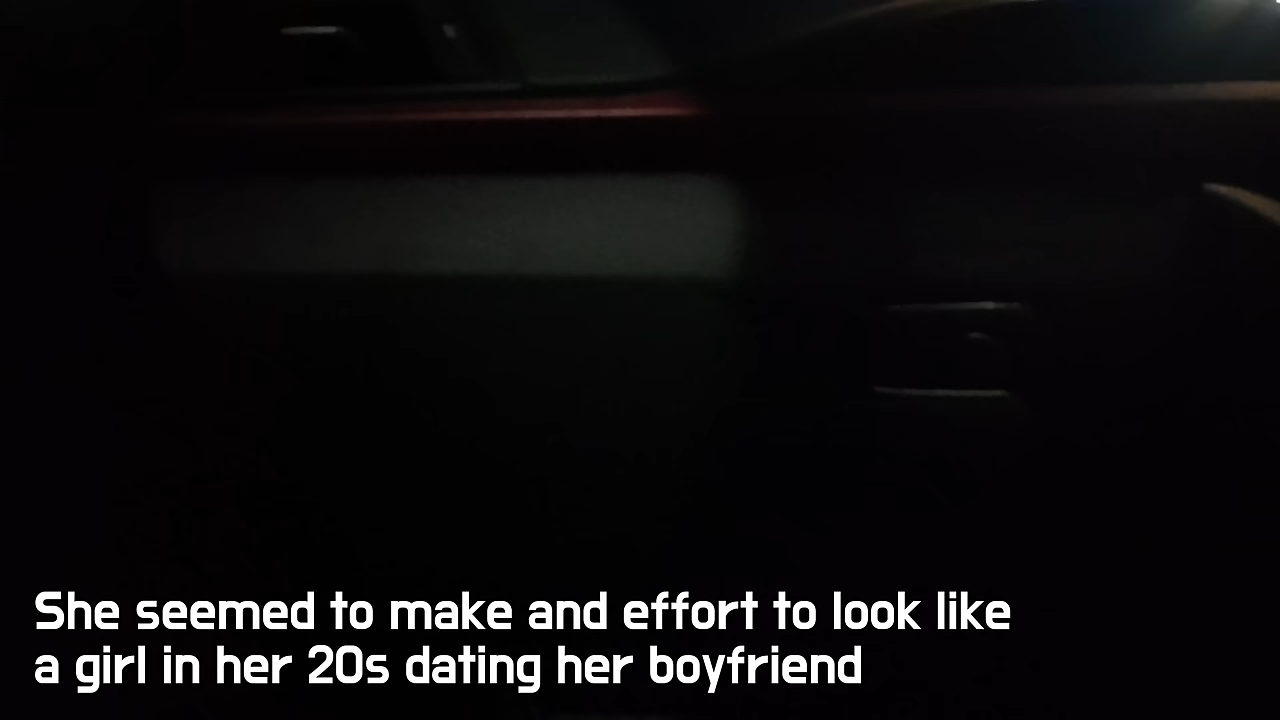 She seemed to make and effort to look like
a girl in her 20s dating her boyfriend